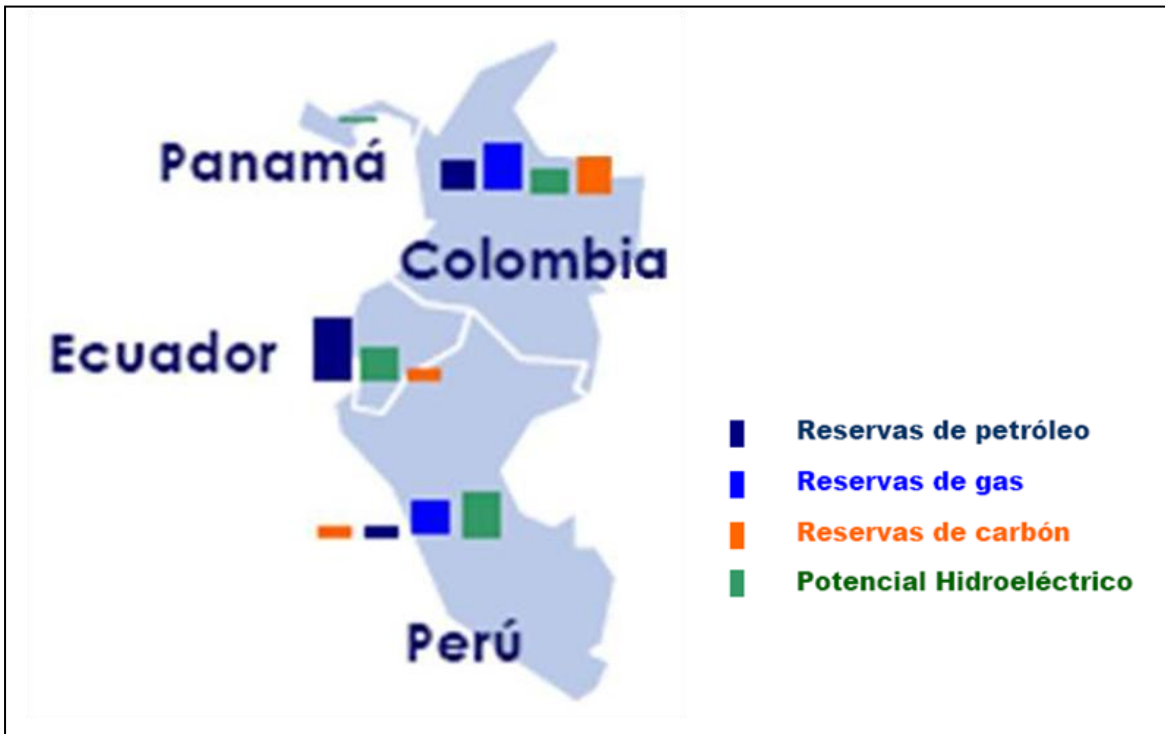 Panamá
Colombia
Ecuador
Perú
Reservas de petróleo
Reservas de gas
Reservas de carbón
Potencial Hidroeléctrico